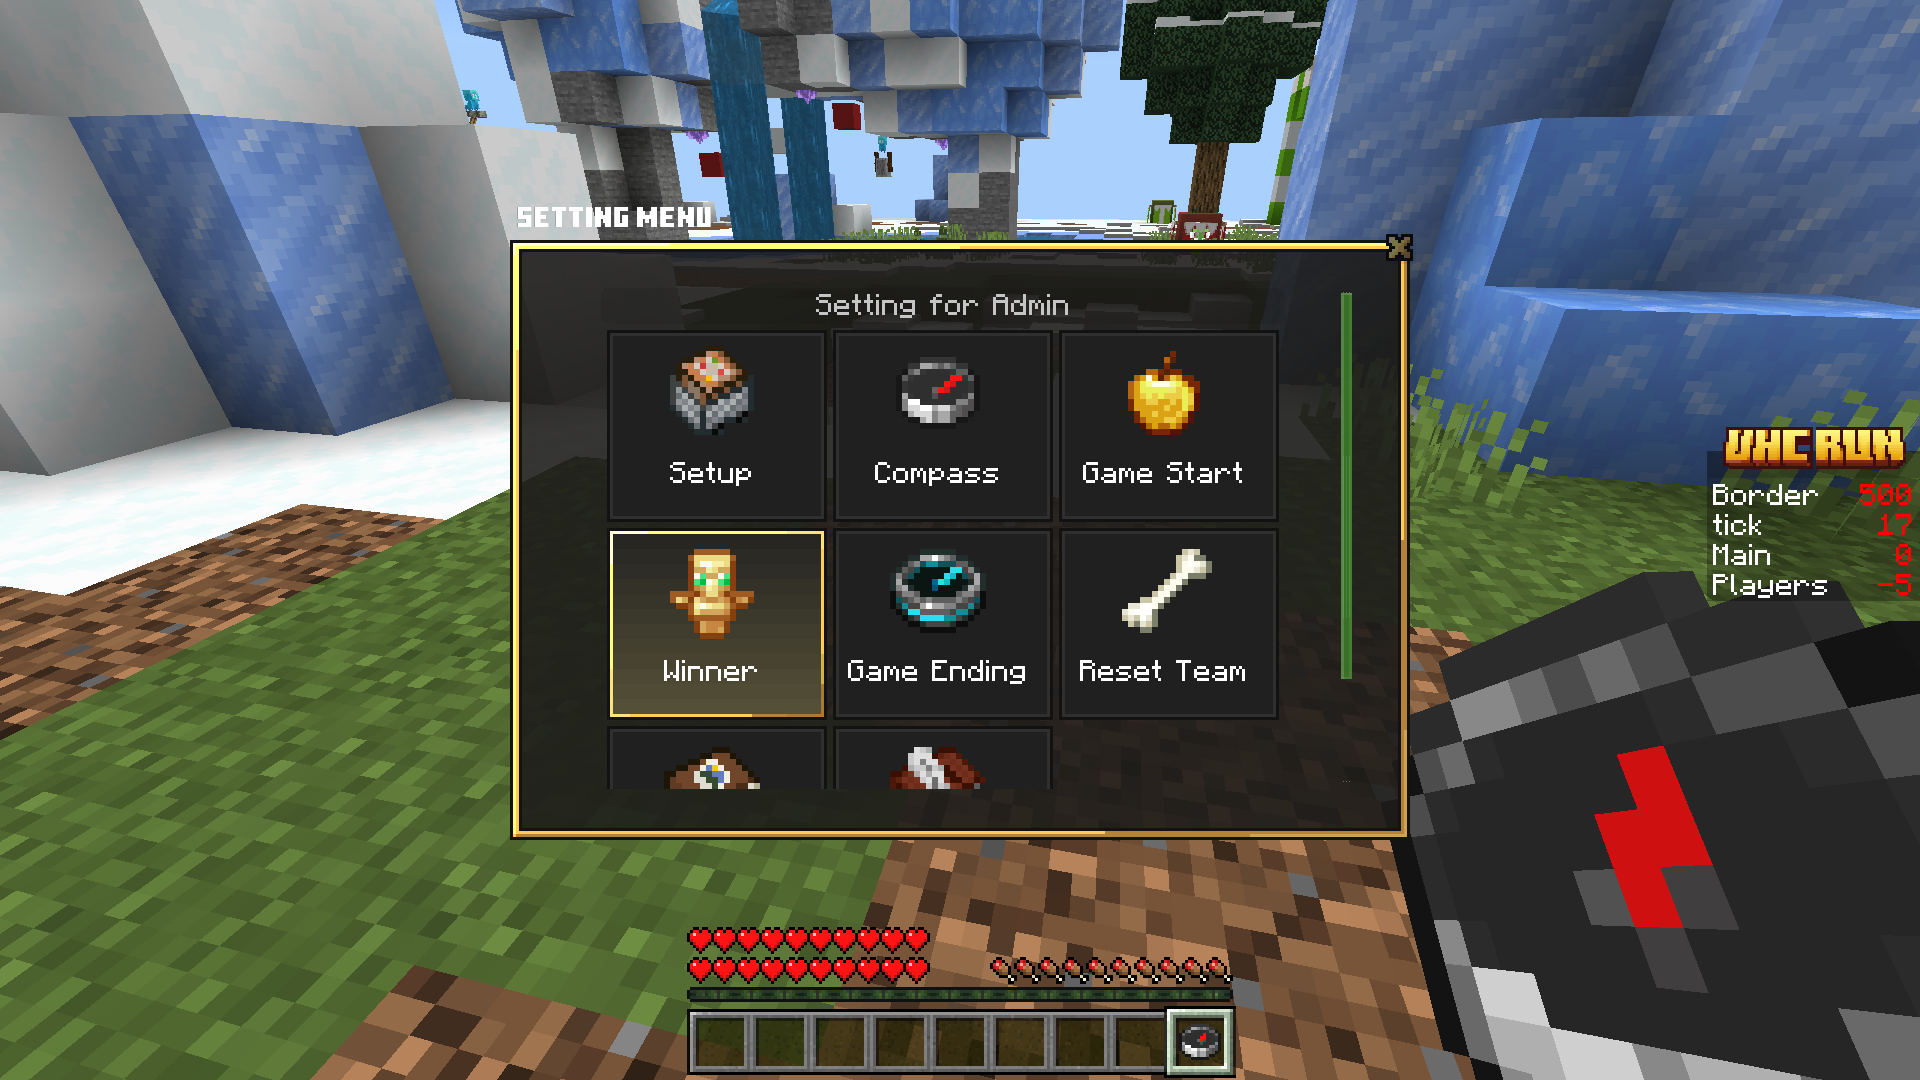 SETTING MENU
Setting for Admin
Setup
Compass
Game Start
Winner
Game Ending
Reset Team
UHC RUN
Border 500
tick 17
Main 0
Players -5